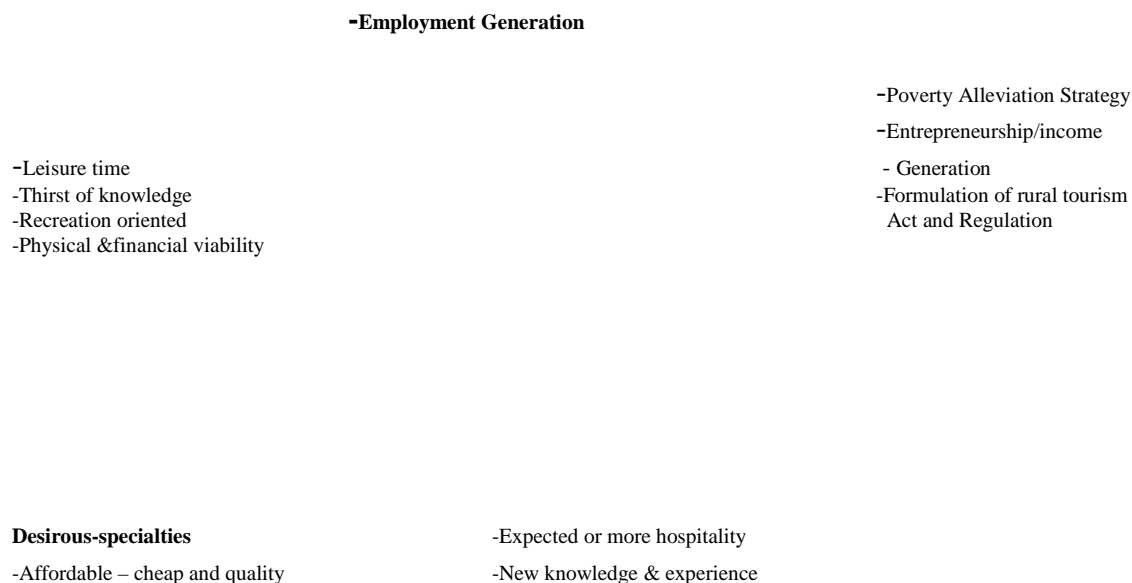 -Employment Generation
-Poverty Alleviation Strategy
-Entrepreneurship/income
- Generation
-Formulation of rural tourism
Act and Regulation
-Leisure time
-Thirst of knowledge
-Recreation oriented
-Physical &financial viability
Desirous-specialties
-Affordable – cheap and quality
-Expected or more hospitality
-New knowledge & experience